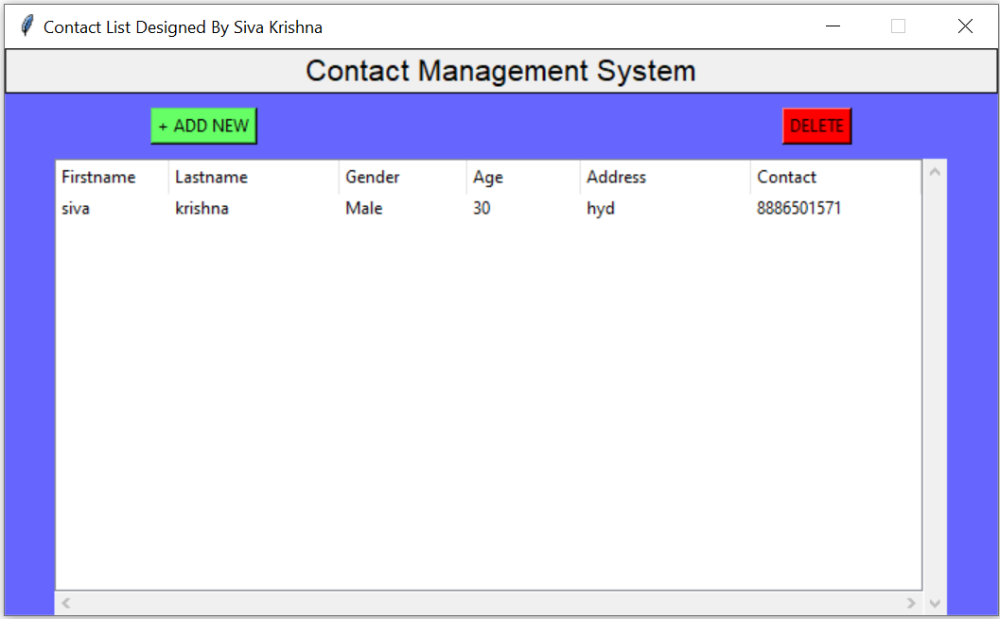 Contact List Designed By Siva Krishna
Contact Management System
+ ADD NEW DELETE
Firstname Lastname Gender Age Address Contact
siva krishna Male 30 hyd 8886501571